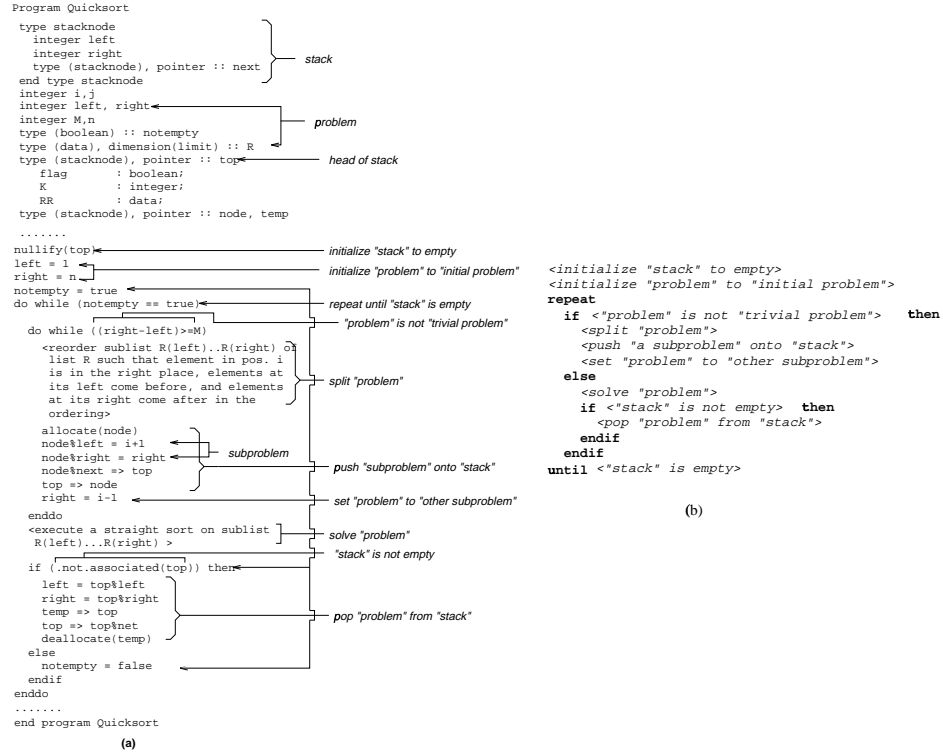 Program Quicksort
type stacknode
integer left
integer right
type (stacknode), pointer :: next
end type stacknode
stack
integer i,j
integer left, right
integer M,n
problem
type (boolean) :: notempty
type (data), dimension(limit) :: R
type (stacknode), pointer :: top
head of stack
flag : boolean;
K : integer;
RR : data;
type (stacknode), pointer :: node, temp
.......
nullify(top)
initialize "stack" to empty
left = 1
right = n
initialize "problem" to "initial problem"
notempty = true
do while (notempty == true)
repeat until "stack" is empty
"problem" is not "trivial problem"
do while ((right-left)>=M)
<reorder sublist R(left)..R(right) of
list R such that element in pos. i
is in the right place, elements at
its left come before, and elements
at its right come after in the
ordering>
split "problem"
allocate(node)
node%left = i+1
node%right = right
subproblem
node%next => top
top => node
push "subproblem" onto "stack"
right = i-1
set "problem" to "other subproblem"
enddo
<execute a straight sort on sublist
R(left)...R(right) >
solve "problem"
"stack" is not empty
if (.not.associated(top)) then
left = top%left
right = top%right
temp => top
top => top%net
deallocate(temp)
pop "problem" from "stack"
else
notempty = false
endif
enddo
.......
end program Quicksort
(a)
<initialize "stack" to empty>
<initialize "problem" to "initial problem">
repeat
if <"problem" is not "trivial problem"> then
<split "problem">
<push "a subproblem" onto "stack">
<set "problem" to "other subproblem">
else
<solve "problem">
if <"stack" is not empty> then
<pop "problem" from "stack">
endif
endif
until <"stack" is empty>
(b)